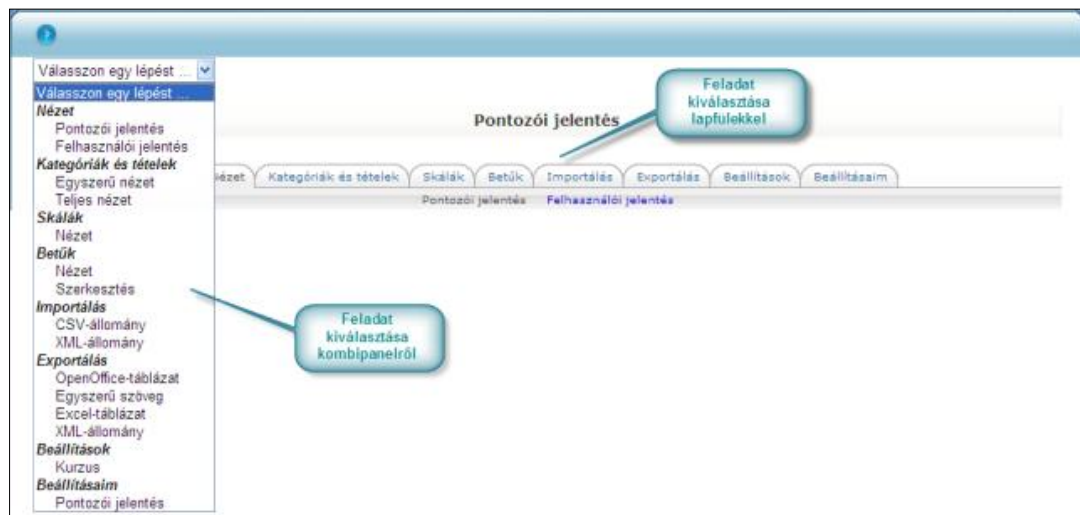 Válasszon egy lépést ...
Válasszon egy lépést ...
Nézet
Pontozói jelentés
Felhasználói jelentés
Kategóriák és tételek
Egyszerű nézet
Teljes nézet
Skálák
Nézet
Betűk
Nézet
Szerkesztés
Importálás
CSV-állomány
XML-állomány
Exportálás
OpenOffice-táblázat
Egyszerű szöveg
Excel-táblázat
XML-állomány
Beállítások
Kurzus
Beállításaim
Pontozói jelentés
Feladat
kiválasztása
lapfülekkel
Pontozói jelentés
Kategóriák és tételek Skálák Betűk Importálás Exportálás Beállítások Beállításaim
Pontozói jelentés Felhasználói jelentés
Feladat
kiválasztása
kombipanelről